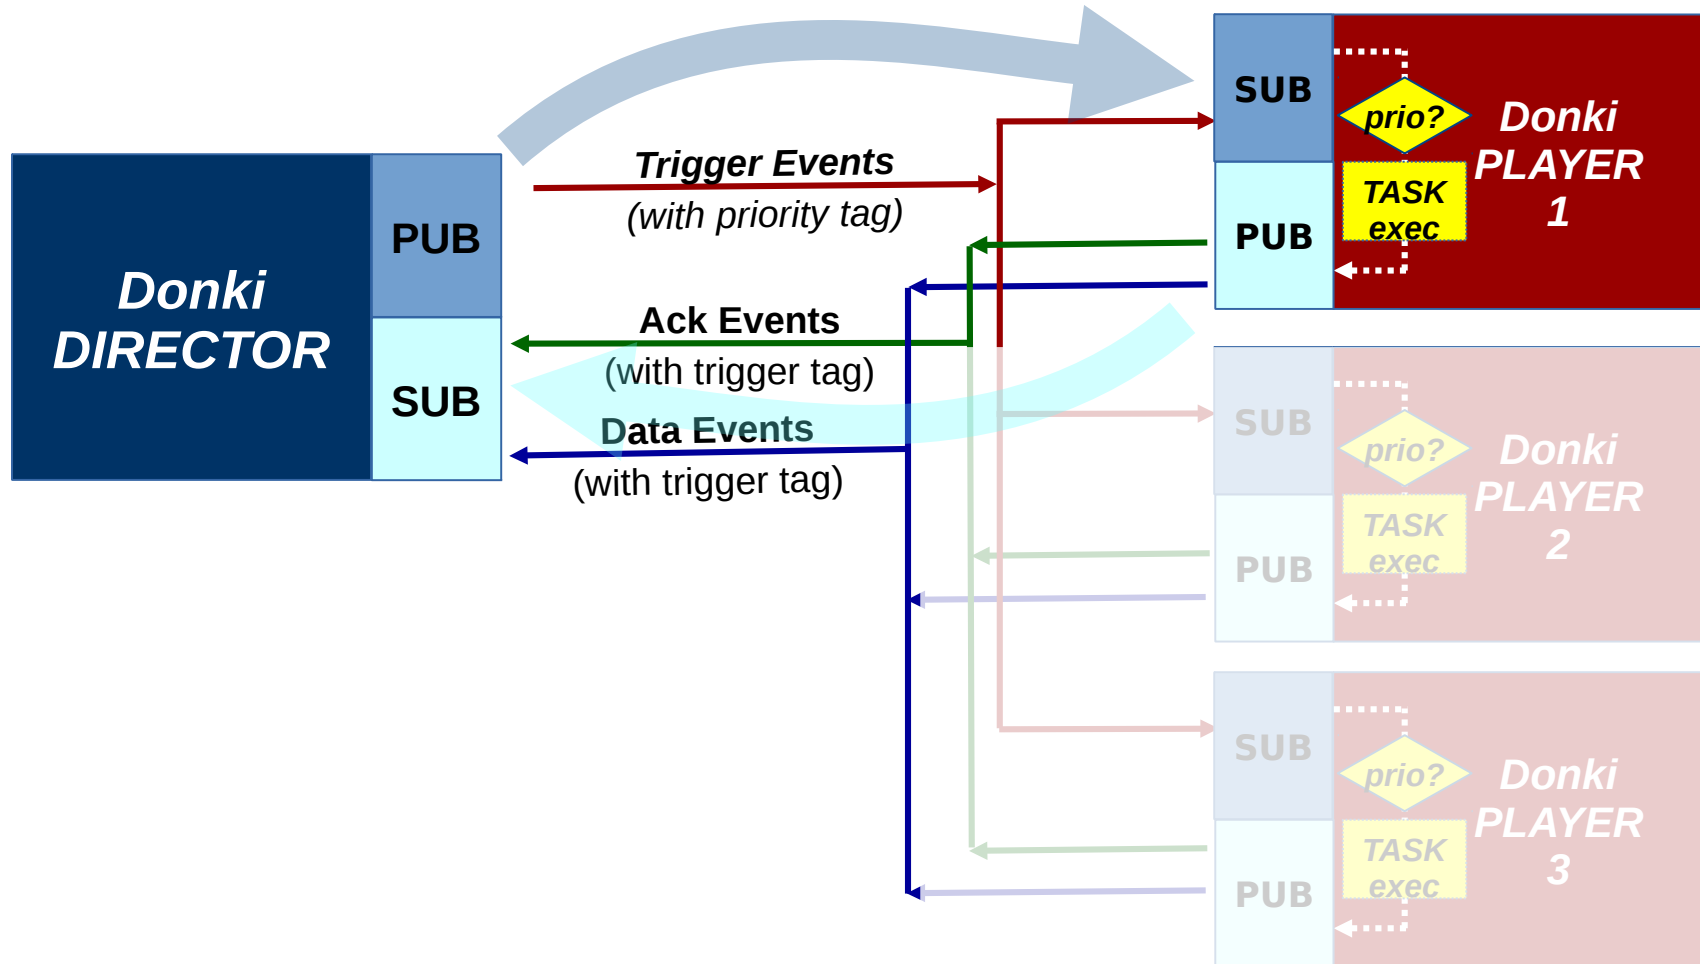 Donki
DIRECTOR
PUB
SUB
Trigger Events
(with priority tag)
Ack Events
(with trigger tag)
Data Events
(with trigger tag)
SUB
PUB
prio?
TASK
exec
Donki
PLAYER
1
SUB
PUB
prio?
TASK
exec
Donki
PLAYER
2
SUB
PUB
prio?
TASK
exec
Donki
PLAYER
3